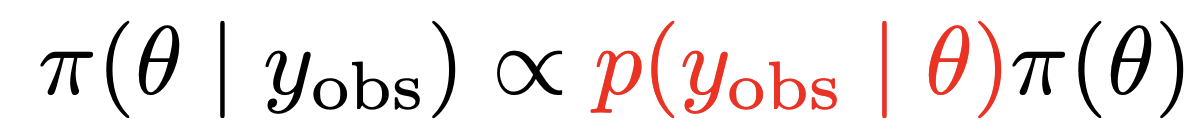 π(θ | y_obs) ∝ p(y_obs | θ)π(θ)